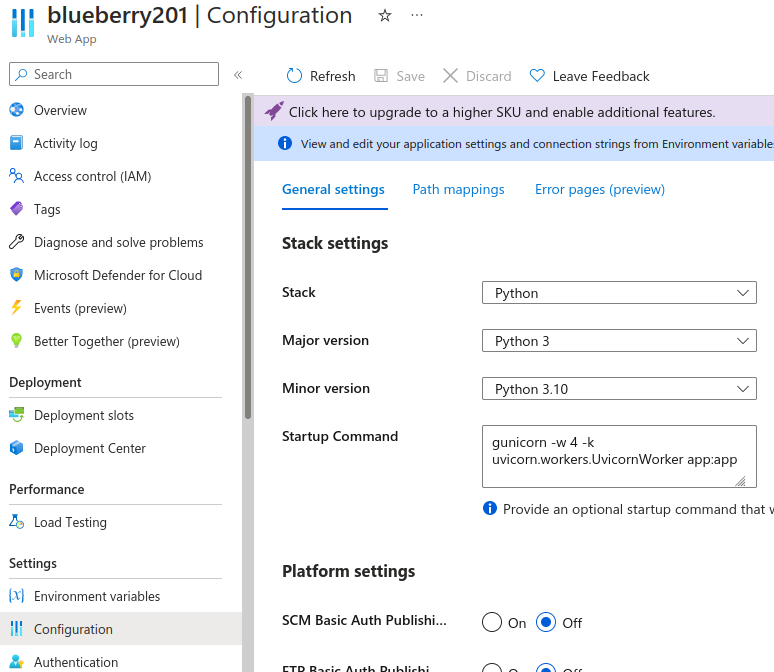 blueberry201 | Configuration
Web App
Search
Refresh
Save
Discard
Leave Feedback
Overview
Activity log
Access control (IAM)
Tags
Diagnose and solve problems
Microsoft Defender for Cloud
Events (preview)
Better Together (preview)
Deployment
Deployment slots
Deployment Center
Performance
Load Testing
Settings
Environment variables
Configuration
Authentication
Click here to upgrade to a higher SKU and enable additional features.
View and edit your application settings and connection strings from Environment variables
General settings
Path mappings
Error pages (preview)
Stack settings
Stack
Python
Major version
Python 3
Minor version
Python 3.10
Startup Command
gunicorn -w 4 -k
uvicorn.workers.UvicornWorker app:app
Provide an optional startup command that
Platform settings
SCM Basic Auth Publishi...
On
Off
FTP Basic Auth Publishi...
On
Off